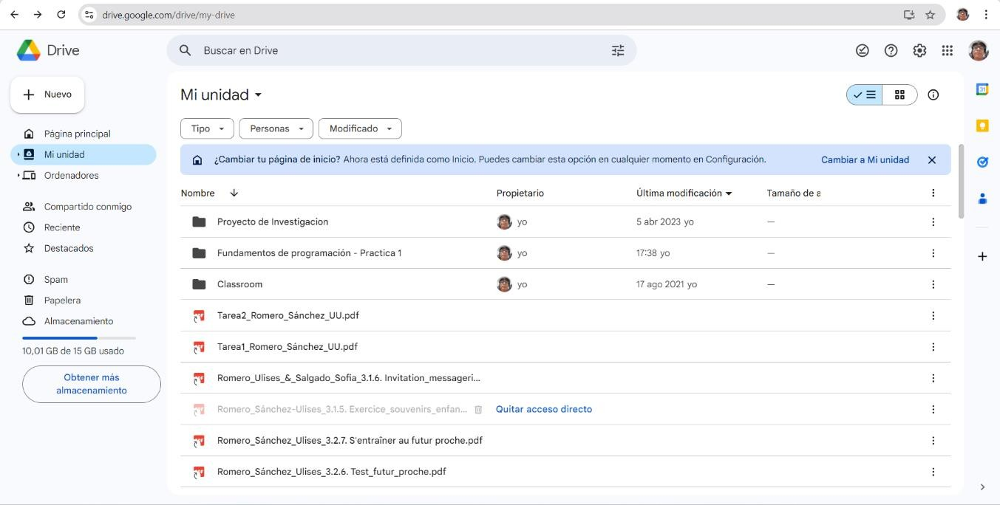 drive.google.com/drive/my-drive
Drive
Buscar en Drive
Nuevo
Mi unidad
Página principal
Mi unidad
Ordenadores
Compartido conmigo
Reciente
Destacados
Spam
Papelera
Almacenamiento
10,01 GB de 15 GB usado
Obtener más
almacenamiento
Tipo Personas Modificado
¿Cambiar tu página de inicio? Ahora está definida como Inicio. Puedes cambiar esta opción en cualquier momento en Configuración. Cambiar a Mi unidad
Nombre Propietario Última modificación Tamaño de a
Proyecto de Investigacion yo 5 abr 2023 yo —
Fundamentos de programación - Practica 1 yo 17:38 yo —
Classroom yo 17 ago 2021 yo —
Tarea2_Romero_Sánchez_UU.pdf
Tarea1_Romero_Sánchez_UU.pdf
Romero_Ulises_&_Salgado_Sofia_3.1.6. Invitation_messageri...
Romero_Sánchez-Ulises_3.1.5. Exercice_souvenirs_enfan... Quitar acceso directo
Romero_Sánchez_Ulises_3.2.7. S'entraîner au futur proche.pdf
Romero_Sánchez_Ulises_3.2.6. Test_futur_proche.pdf
31